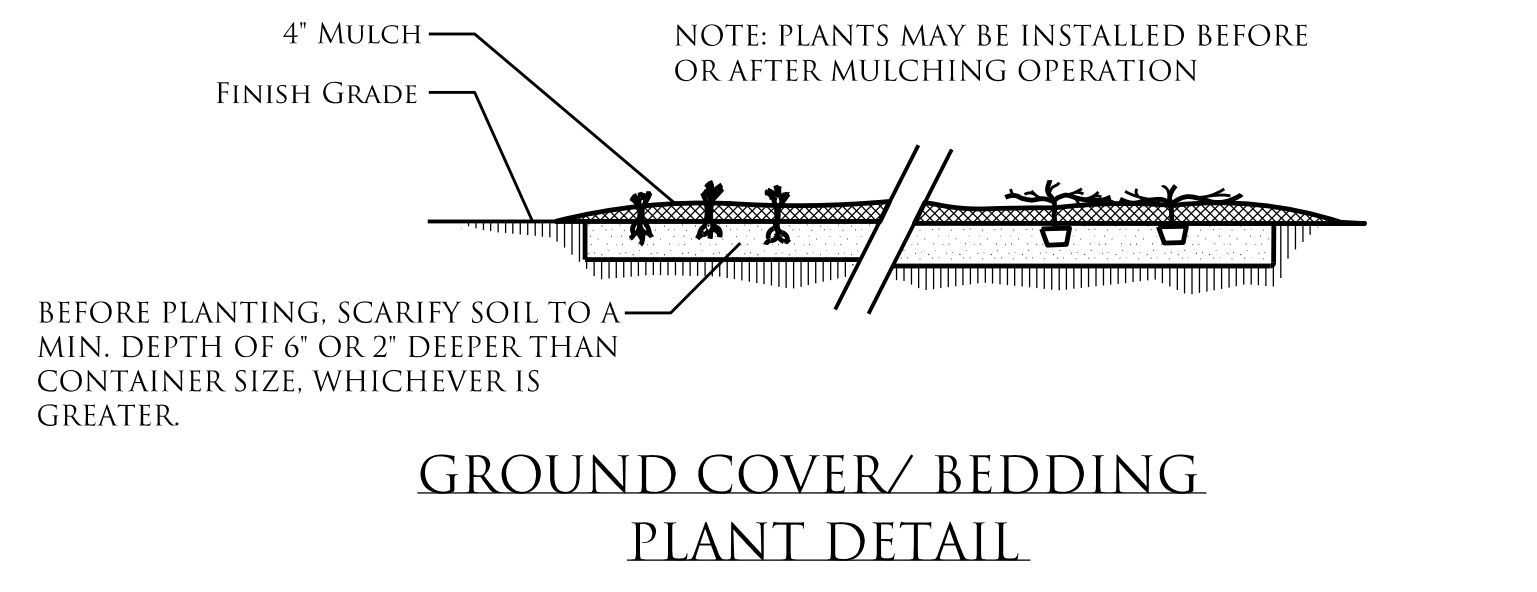 4" MULCH
FINISH GRADE
NOTE: PLANTS MAY BE INSTALLED BEFORE
OR AFTER MULCHING OPERATION
BEFORE PLANTING, SCARIFY SOIL TO A
MIN. DEPTH OF 6" OR 2" DEEPER THAN
CONTAINER SIZE, WHICHEVER IS
GREATER.
GROUND COVER/ BEDDING
PLANT DETAIL